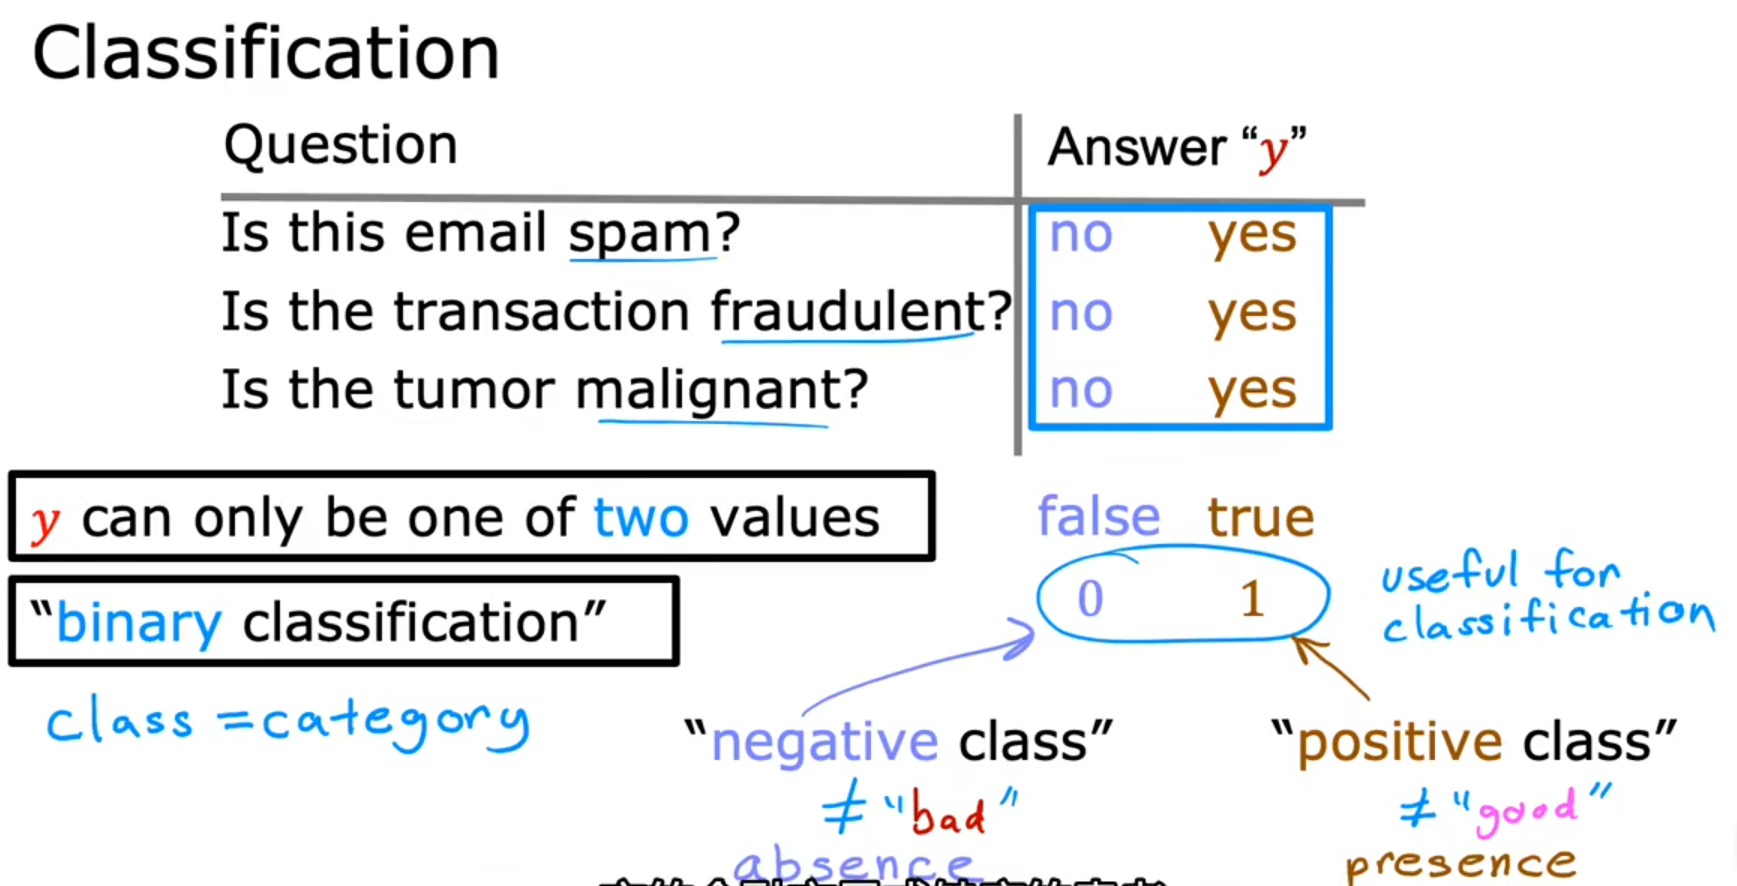 Classification
Question Answer “y”
Is this email spam? no yes
Is the transaction fraudulent? no yes
Is the tumor malignant? no yes
y can only be one of two values false true
0 1
useful for
classification
“binary classification”
class = category
“negative class” “positive class”
≠ “bad” ≠ “good”
absence presence